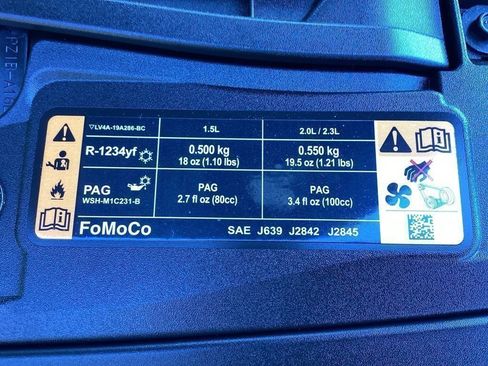 LV4A-19A286-BC 1.5L 2.0L / 2.3L
R-1234yf 0.500 kg 0.550 kg
18 oz (1.10 lbs) 19.5 oz (1.21 lbs)
PAG PAG PAG
WSH-M1C231-B 2.7 fl oz (80cc) 3.4 fl oz (100cc)
FoMoCo SAE J639 J2842 J2845